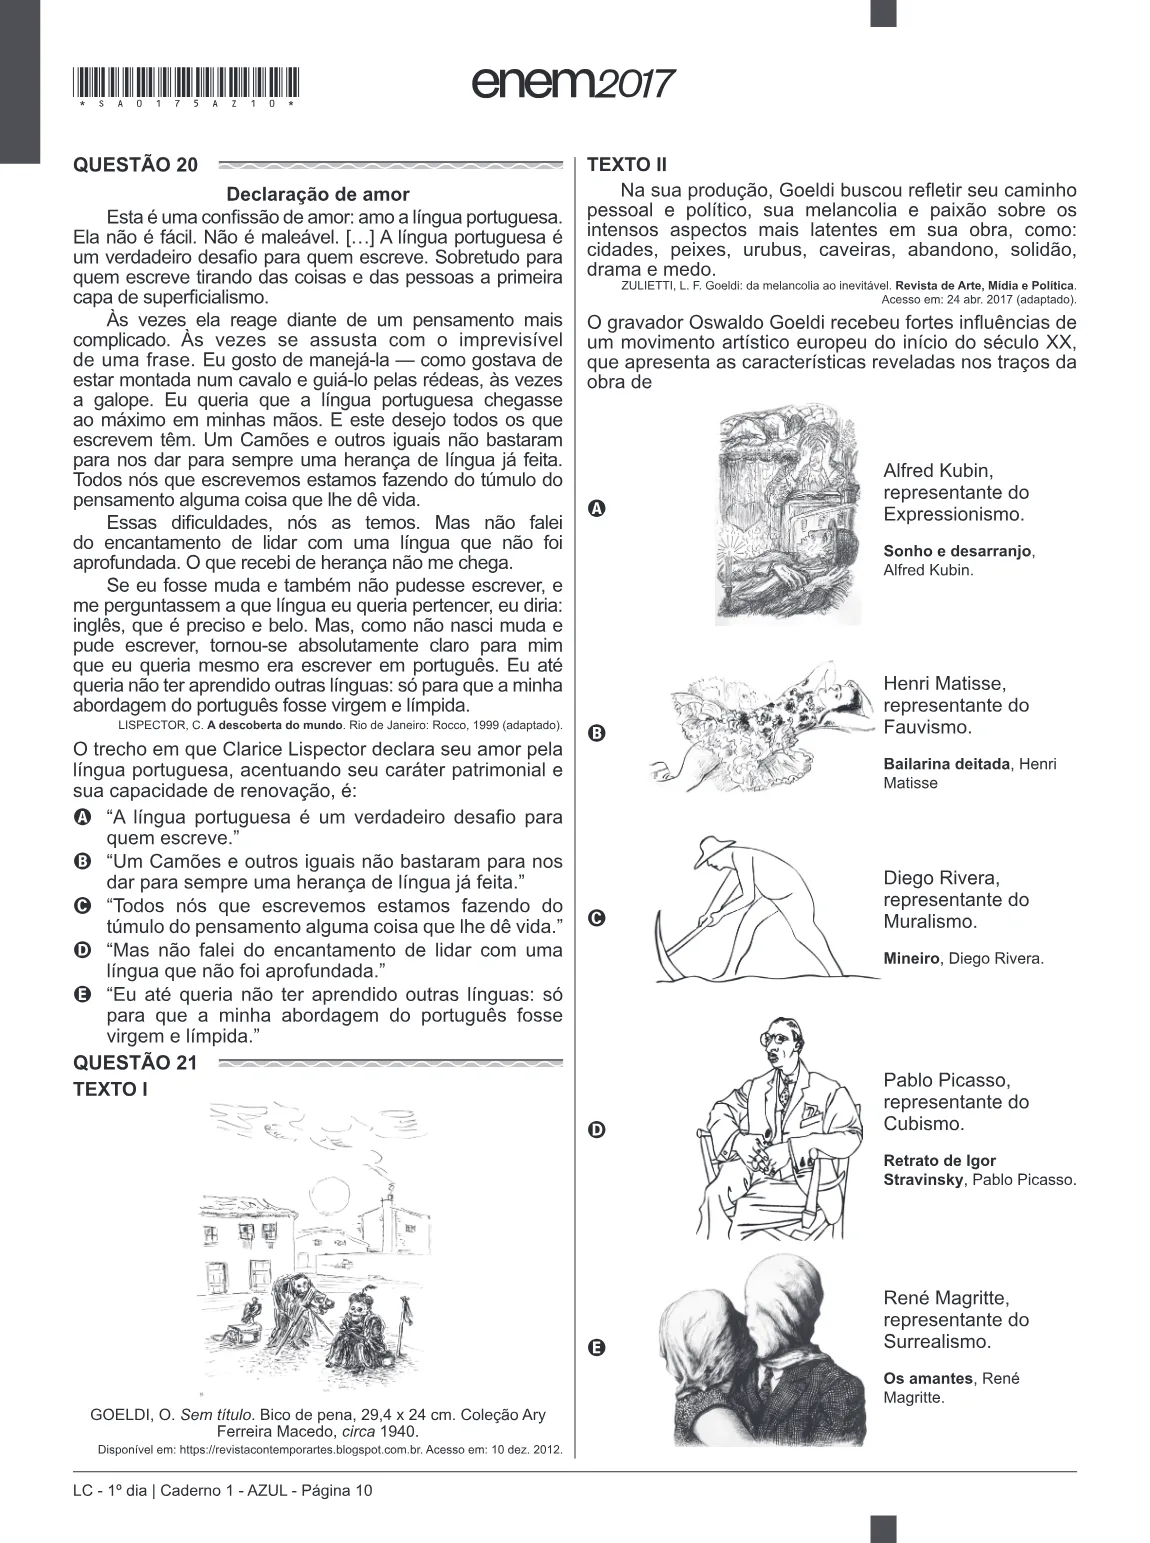 *SA0175AZ10*
enem2017
QUESTÃO 20
Declaração de amor
Esta é uma confissão de amor: amo a língua portuguesa.
Ela não é fácil. Não é maleável. […] A língua portuguesa é
um verdadeiro desafio para quem escreve. Sobretudo para
quem escreve tirando das coisas e das pessoas a primeira
capa de superficialismo.
Às vezes ela reage diante de um pensamento mais
complicado. Às vezes se assusta com o imprevisível
de uma frase. Eu gosto de manejá-la — como gostava de
estar montada num cavalo e guiá-lo pelas rédeas, às vezes
a galope. Eu queria que a língua portuguesa chegasse
ao máximo em minhas mãos. E este desejo todos os que
escrevem têm. Um Camões e outros iguais não bastaram
para nos dar para sempre uma herança de língua já feita.
Todos nós que escrevemos estamos fazendo do túmulo do
pensamento alguma coisa que lhe dê vida.
Essas dificuldades, nós as temos. Mas não falei
do encantamento de lidar com uma língua que não foi
aprofundada. O que recebi de herança não me chega.
Se eu fosse muda e também não pudesse escrever, e
me perguntassem a que língua eu queria pertencer, eu diria:
inglês, que é preciso e belo. Mas, como não nasci muda e
pude escrever, tornou-se absolutamente claro para mim
que eu queria mesmo era escrever em português. Eu até
queria não ter aprendido outras línguas: só para que a minha
abordagem do português fosse virgem e límpida.
LISPECTOR, C. A descoberta do mundo. Rio de Janeiro: Rocco, 1999 (adaptado).
O trecho em que Clarice Lispector declara seu amor pela
língua portuguesa, acentuando seu caráter patrimonial e
sua capacidade de renovação, é:
A “A língua portuguesa é um verdadeiro desafio para
quem escreve.”
B “Um Camões e outros iguais não bastaram para nos
dar para sempre uma herança de língua já feita.”
C “Todos nós que escrevemos estamos fazendo do
túmulo do pensamento alguma coisa que lhe dê vida.”
D “Mas não falei do encantamento de lidar com uma
língua que não foi aprofundada.”
E “Eu até queria não ter aprendido outras línguas: só
para que a minha abordagem do português fosse
virgem e límpida.”
QUESTÃO 21
TEXTO I
GOELDI, O. Sem título. Bico de pena, 29,4 x 24 cm. Coleção Ary
Ferreira Macedo, circa 1940.
Disponível em: https://revistacontemporartes.blogspot.com.br. Acesso em: 10 dez. 2012.
TEXTO II
Na sua produção, Goeldi buscou refletir seu caminho
pessoal e político, sua melancolia e paixão sobre os
intensos aspectos mais latentes em sua obra, como:
cidades, peixes, urubus, caveiras, abandono, solidão,
drama e medo.
ZULIETTI, L. F. Goeldi: da melancolia ao inevitável. Revista de Arte, Mídia e Política.
Acesso em: 24 abr. 2017 (adaptado).
O gravador Oswaldo Goeldi recebeu fortes influências de
um movimento artístico europeu do início do século XX,
que apresenta as características reveladas nos traços da
obra de
A
Alfred Kubin,
representante do
Expressionismo.
Sonho e desarranjo,
Alfred Kubin.
B
Henri Matisse,
representante do
Fauvismo.
Bailarina deitada, Henri
Matisse
C
Diego Rivera,
representante do
Muralismo.
Mineiro, Diego Rivera.
D
Pablo Picasso,
representante do
Cubismo.
Retrato de Igor
Stravinsky, Pablo Picasso.
E
René Magritte,
representante do
Surrealismo.
Os amantes, René
Magritte.
LC - 1º dia | Caderno 1 - AZUL - Página 10